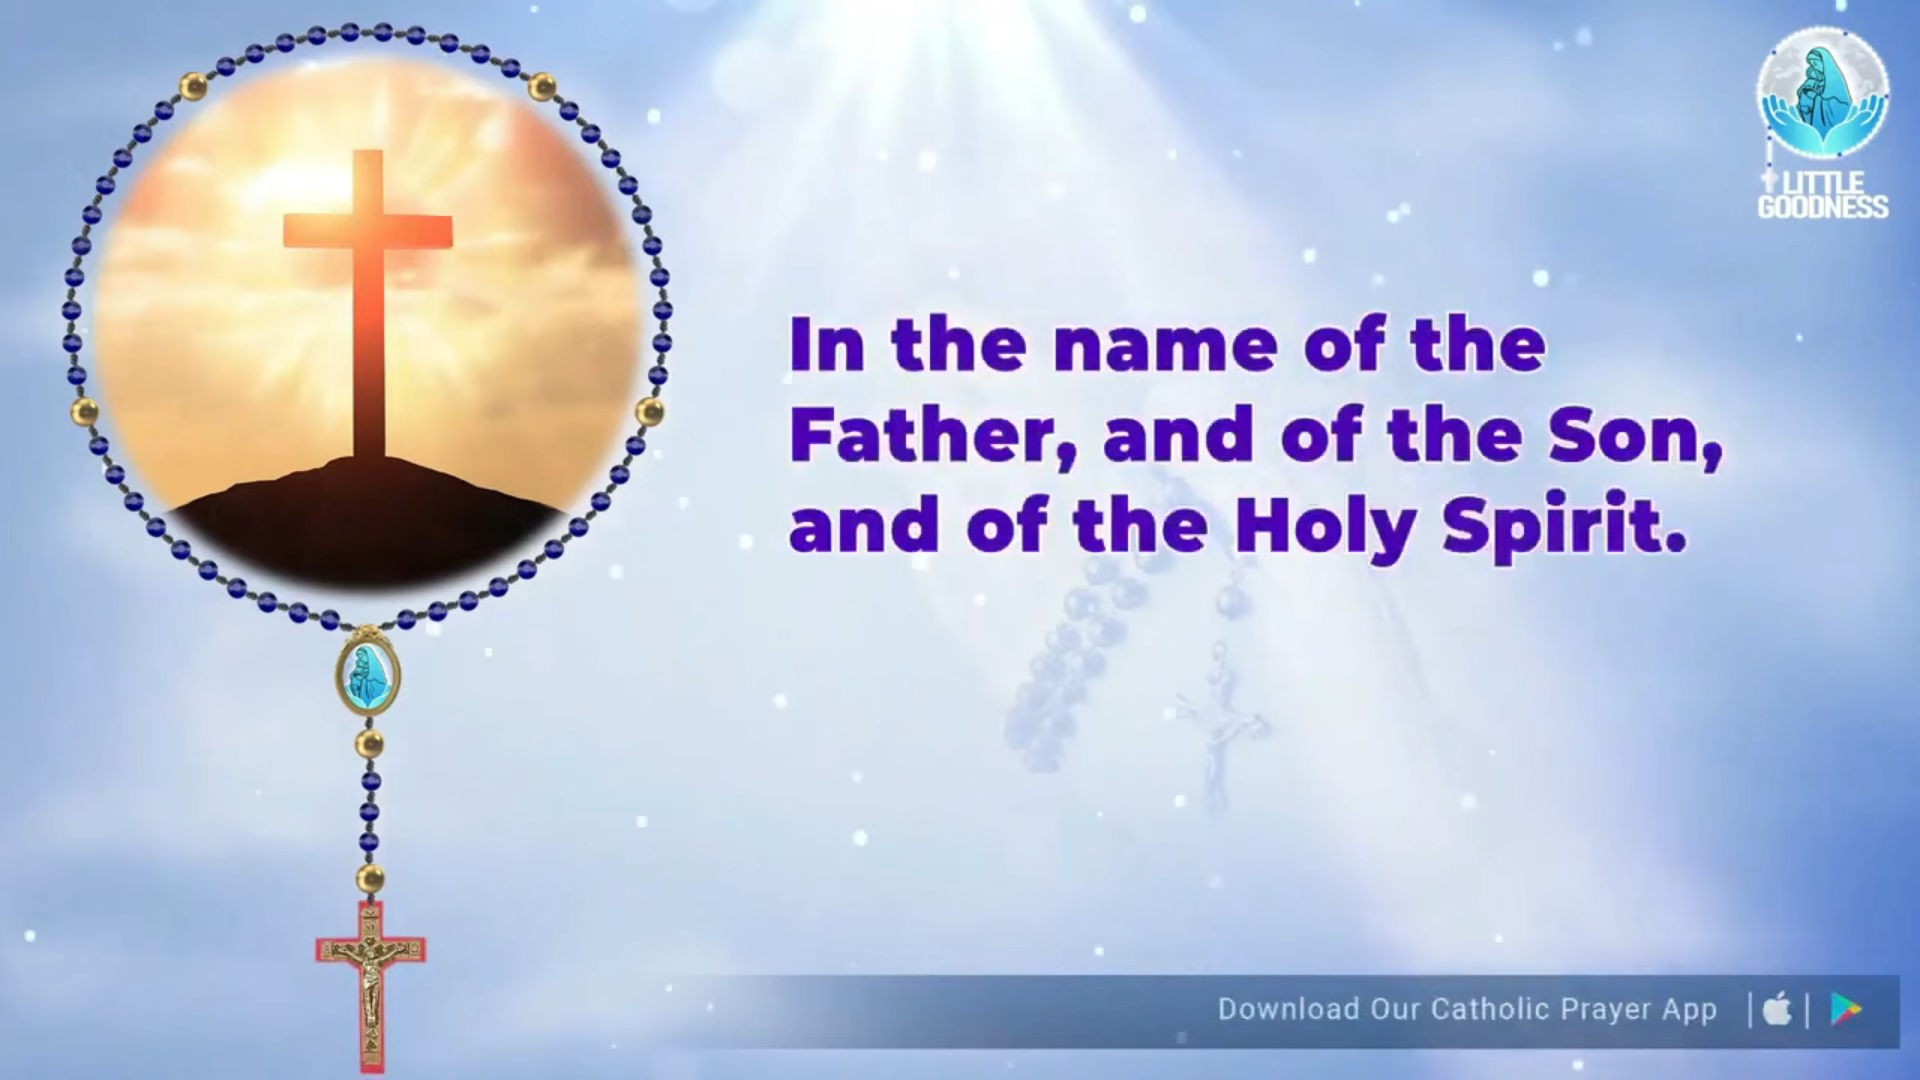 LITTLE
GOODNESS
In the name of the
Father, and of the Son,
and of the Holy Spirit.
Download Our Catholic Prayer App